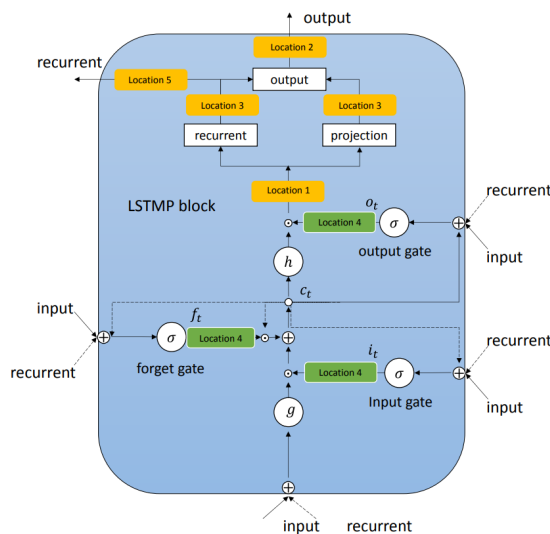 output
Location 2
recurrent
Location 5
output
Location 3
Location 3
recurrent
projection
Location 1
LSTMP block
o_t
recurrent
Location 4
σ
output gate
input
h
c_t
input
f_t
σ
Location 4
recurrent
forget gate
i_t
recurrent
Location 4
σ
Input gate
input
g
input recurrent